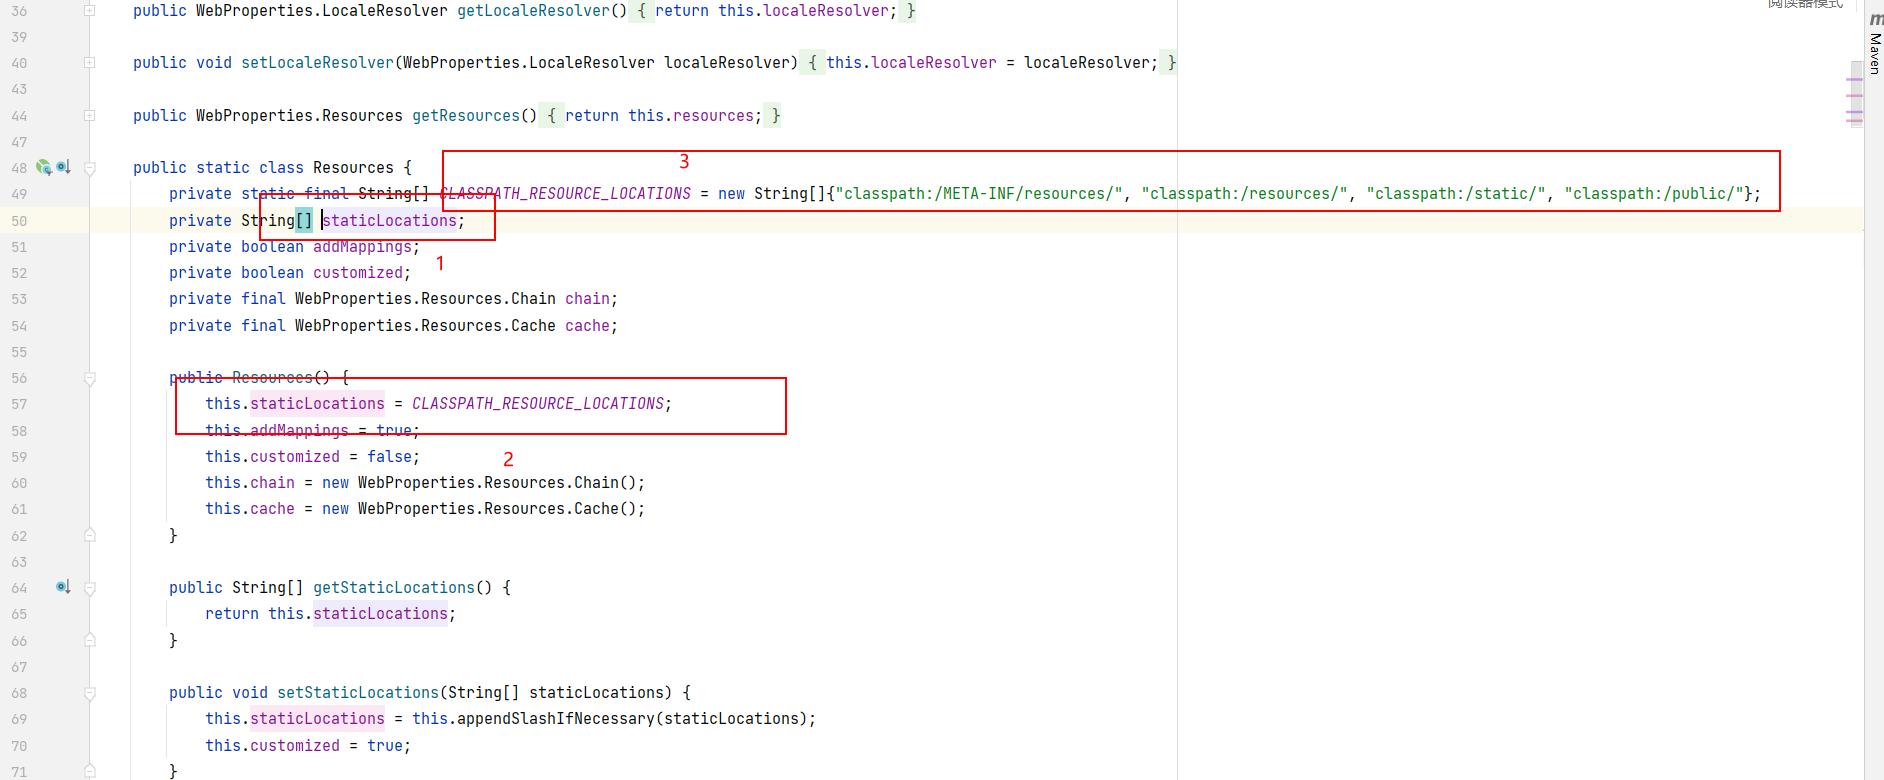 阅读器模式
m
Maven
36 public WebProperties.LocaleResolver getLocaleResolver() { return this.localeResolver; }
39
40 public void setLocaleResolver(WebProperties.LocaleResolver localeResolver) { this.localeResolver = localeResolver; }
43
44 public WebProperties.Resources getResources() { return this.resources; }
47
48 public static class Resources {
3
49 private static final String[] CLASSPATH_RESOURCE_LOCATIONS = new String[]{"classpath:/META-INF/resources/", "classpath:/resources/", "classpath:/static/", "classpath:/public/"};
50 private String[] staticLocations;
51 private boolean addMappings;
1
52 private boolean customized;
53 private final WebProperties.Resources.Chain chain;
54 private final WebProperties.Resources.Cache cache;
55
56 public Resources() {
57 this.staticLocations = CLASSPATH_RESOURCE_LOCATIONS;
58 this.addMappings = true;
59 this.customized = false;
2
60 this.chain = new WebProperties.Resources.Chain();
61 this.cache = new WebProperties.Resources.Cache();
62 }
63
64 public String[] getStaticLocations() {
65 return this.staticLocations;
66 }
67
68 public void setStaticLocations(String[] staticLocations) {
69 this.staticLocations = this.appendSlashIfNecessary(staticLocations);
70 this.customized = true;
71 }